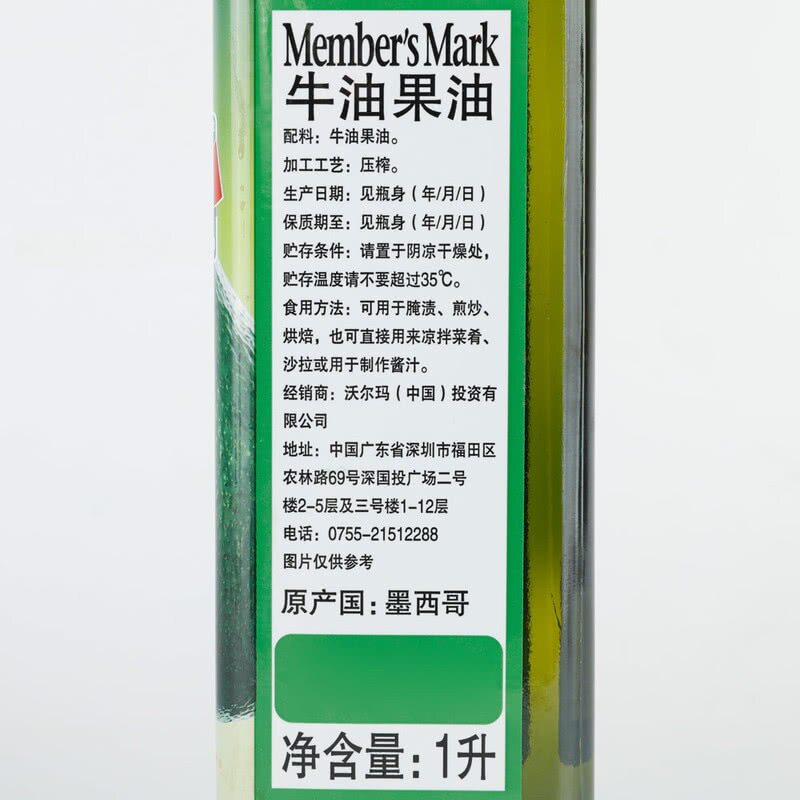 Member's Mark
牛油果油
配料：牛油果油。
加工工艺：压榨。
生产日期：见瓶身（年/月/日）
保质期至：见瓶身（年/月/日）
贮存条件：请置于阴凉干燥处，
贮存温度请不要超过35℃。
食用方法：可用于腌渍、煎炒、
烘焙，也可直接用来凉拌菜肴、
沙拉或用于制作酱汁。
经销商：沃尔玛（中国）投资有
限公司
地址：中国广东省深圳市福田区
农林路69号深国投广场二号
楼2-5层及三号楼1-12层
电话：0755-21512288
图片仅供参考
原产国：墨西哥
净含量：1升